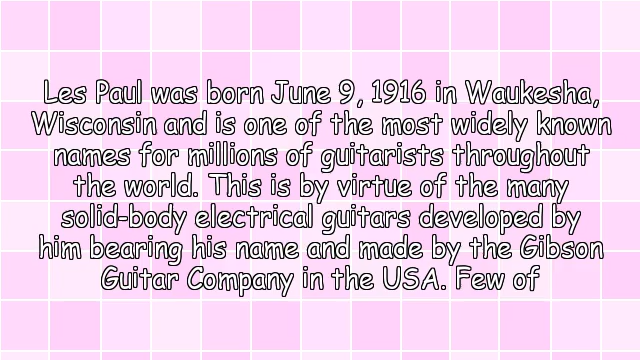 Les Paul was born June 9, 1916 in Waukesha,
Wisconsin and is one of the most widely known
names for millions of guitarists throughout
the world. This is by virtue of the many
solid-body electrical guitars developed by
him bearing his name and made by the Gibson
Guitar Company in the USA. Few of